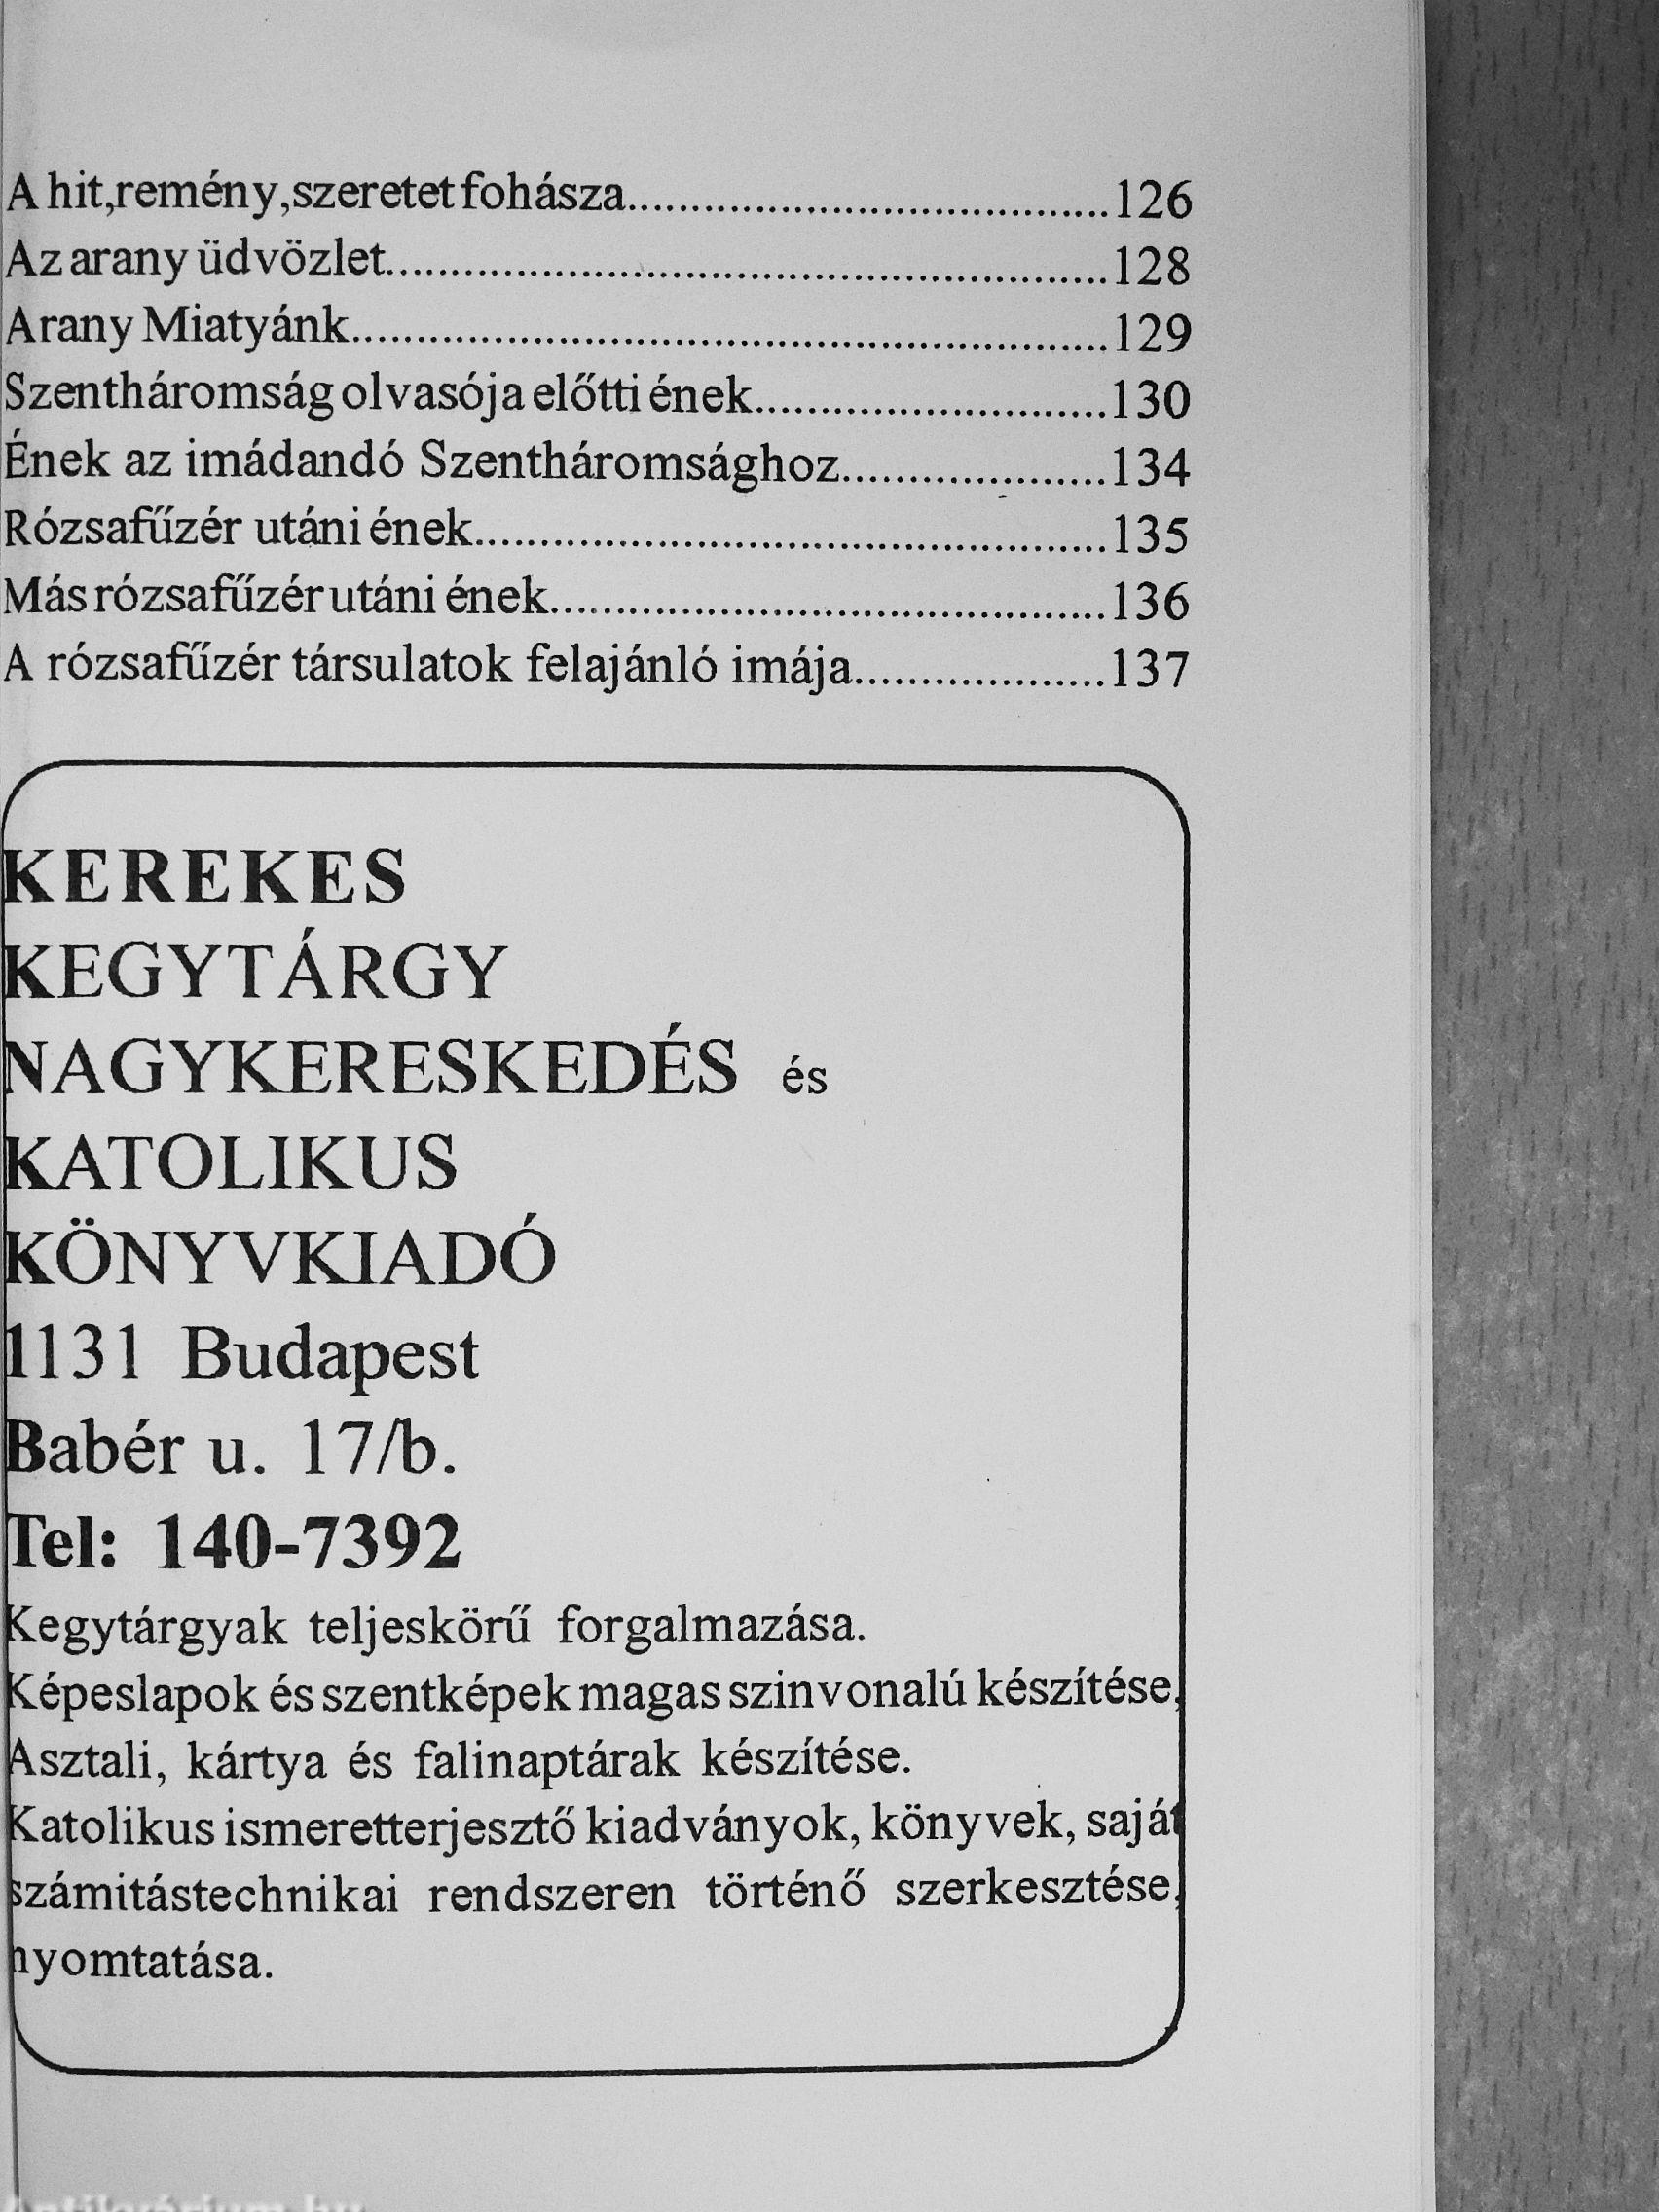 A hit,remény,szeretet fohásza......................................126
Az arany üdvözlet........................................................128
Arany Miatyánk...........................................................129
Szentháromság olvasója előtti ének...........................130
Ének az imádandó Szentháromsághoz....................134
Rózsafűzér utáni ének.................................................135
Más rózsafűzér utáni ének...........................................136
A rózsafűzér társulatok felajánló imája...................137
KEREKES
KEGYTÁRGY
NAGYKERESKEDÉS és
KATOLIKUS
KÖNYVKIADÓ
1131 Budapest
Babér u. 17/b.
Tel: 140-7392
Kegytárgyak teljeskörű forgalmazása.
Képeslapok és szentképek magas szinvonalú készítése,
Asztali, kártya és falinaptárak készítése.
Katolikus ismeretterjesztő kiadványok, könyvek, saját
számitástechnikai rendszeren történő szerkesztése,
nyomtatása.